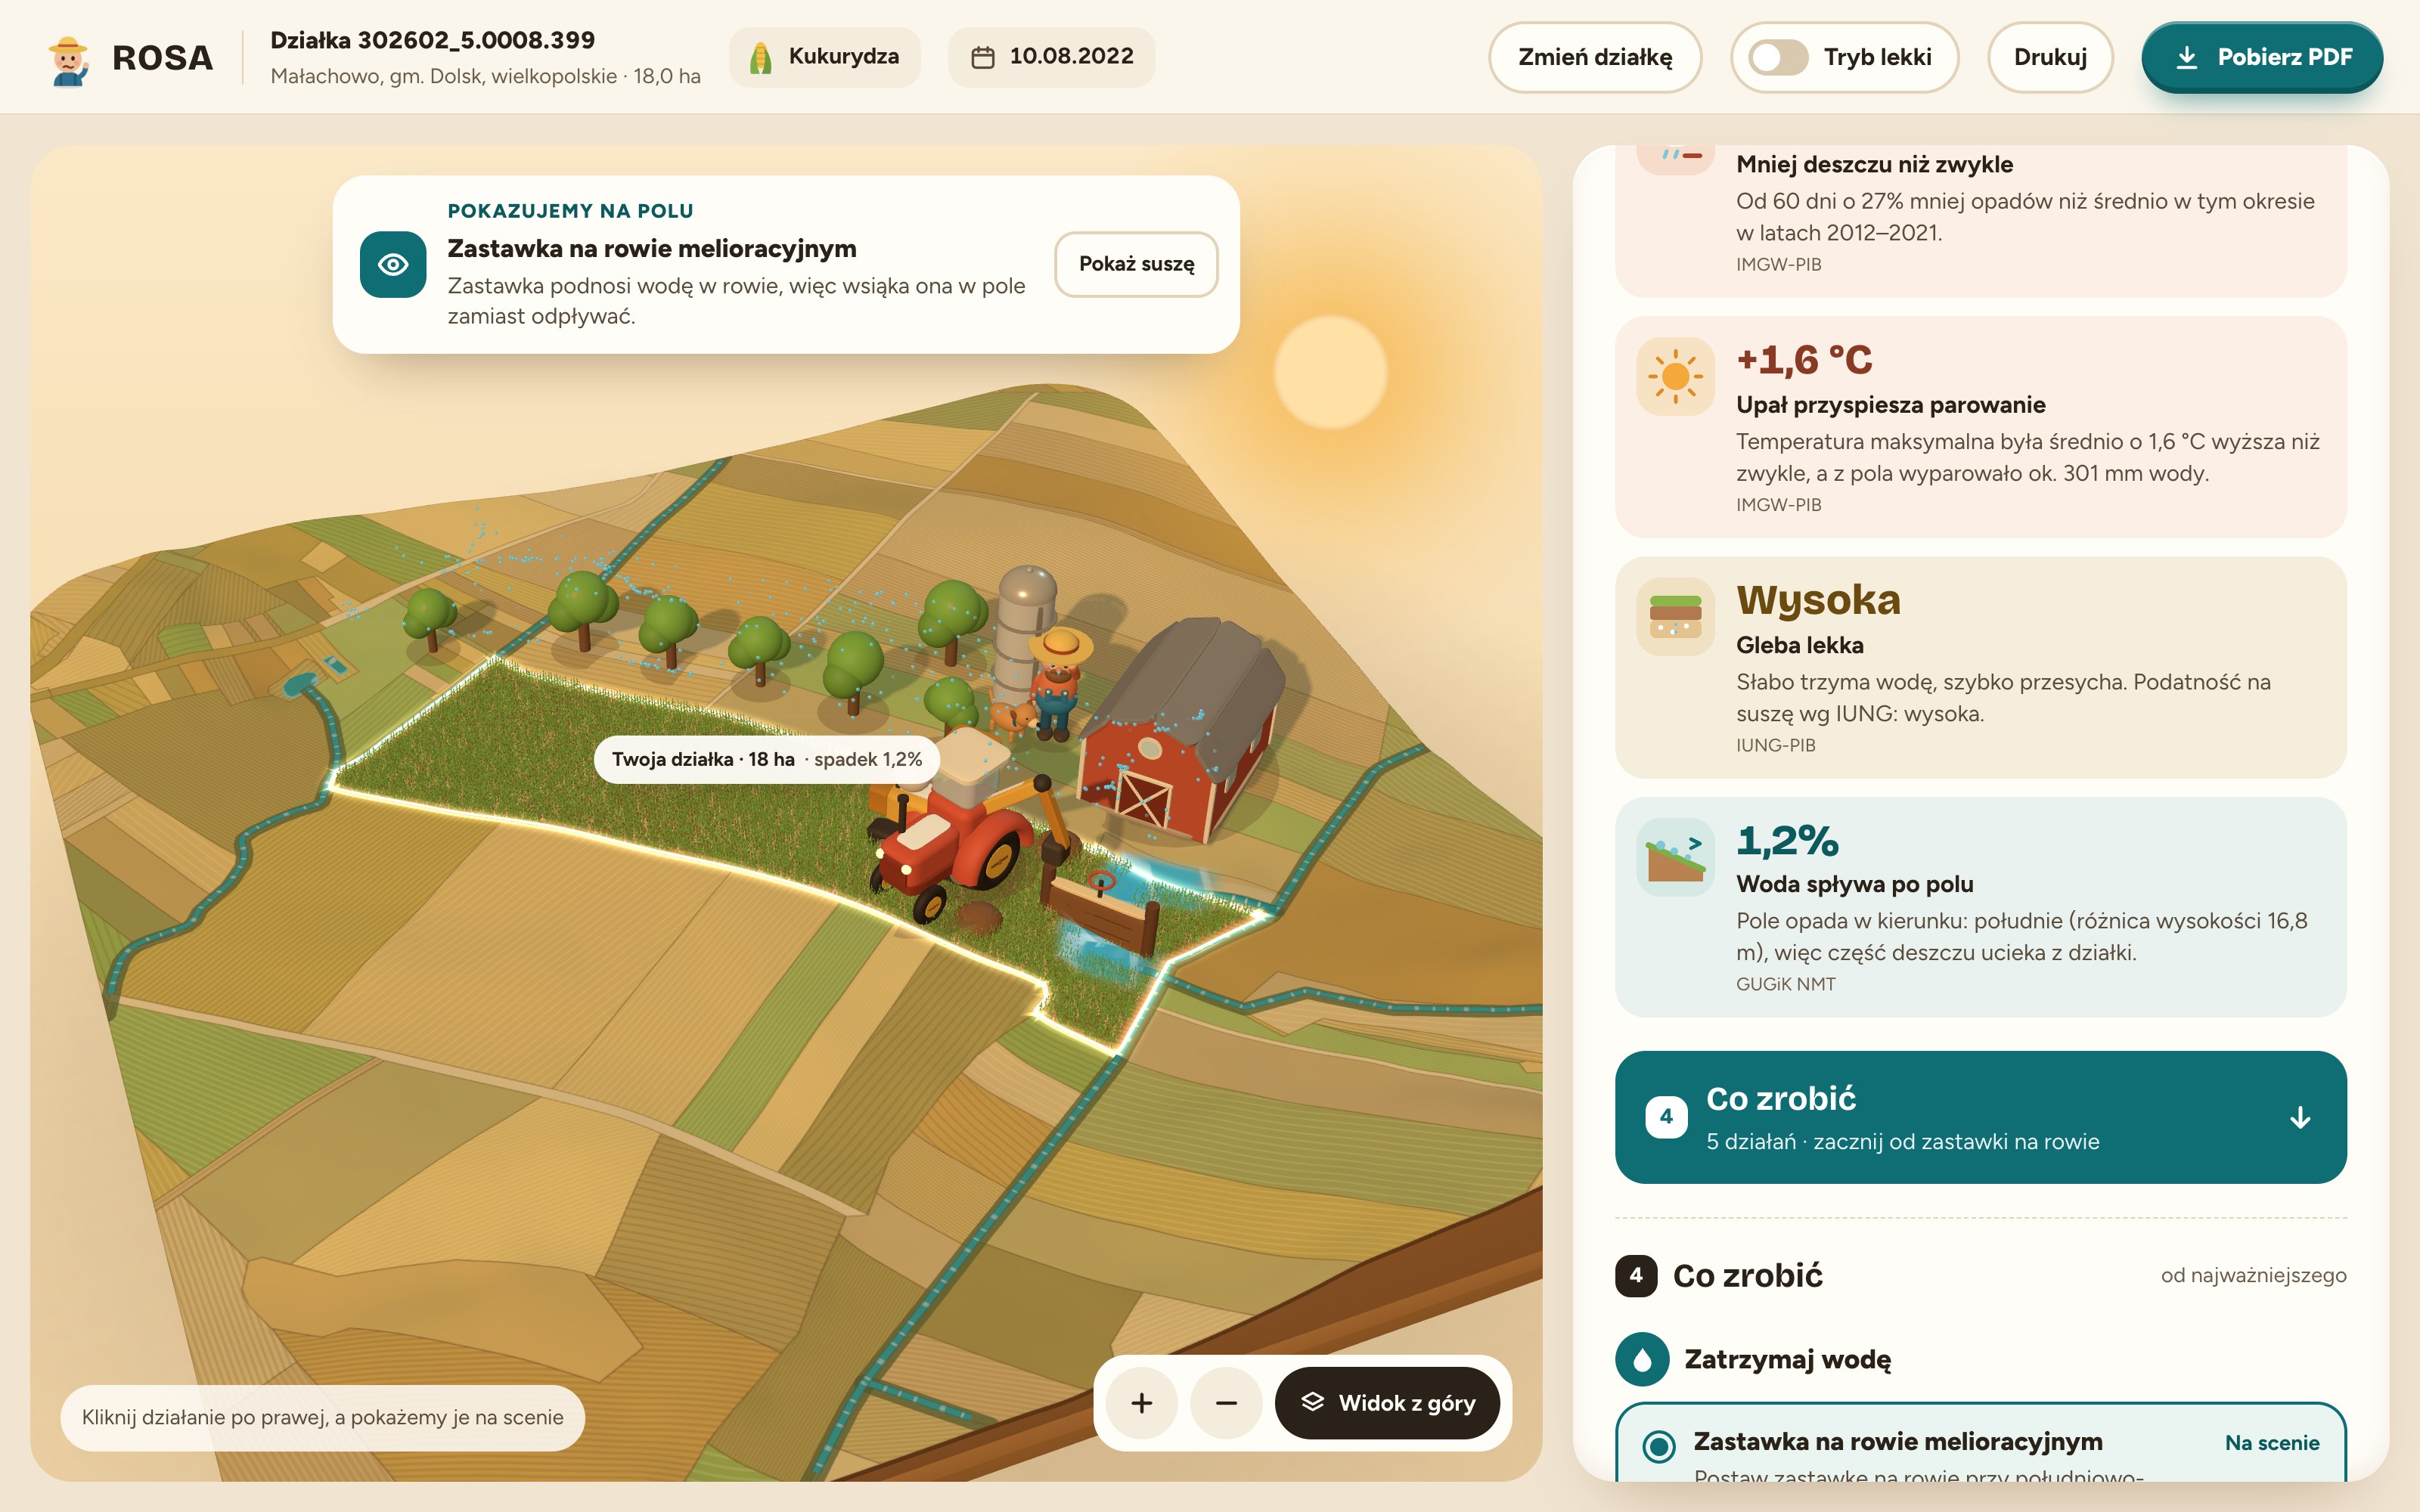 ROSA
Działka 302602_5.0008.399
Małachowo, gm. Dolsk, wielkopolskie · 18,0 ha
Kukurydza
10.08.2022
Zmień działkę
Tryb lekki
Drukuj
Pobierz PDF
POKAZUJEMY NA POLU
Zastawka na rowie melioracyjnym
Zastawka podnosi wodę w rowie, więc wsiąka ona w pole
zamiast odpływać.
Pokaż suszę
Twoja działka · 18 ha · spadek 1,2%
Kliknij działanie po prawej, a pokażemy je na scenie
+
−
Widok z góry
Mniej deszczu niż zwykle
Od 60 dni o 27% mniej opadów niż średnio w tym okresie
w latach 2012–2021.
IMGW-PIB
+1,6 °C
Upał przyspiesza parowanie
Temperatura maksymalna była średnio o 1,6 °C wyższa niż
zwykle, a z pola wyparowało ok. 301 mm wody.
IMGW-PIB
Wysoka
Gleba lekka
Słabo trzyma wodę, szybko przesycha. Podatność na
suszę wg IUNG: wysoka.
IUNG-PIB
1,2%
Woda spływa po polu
Pole opada w kierunku: południe (różnica wysokości 16,8
m), więc część deszczu ucieka z działki.
GUGiK NMT
4
Co zrobić
5 działań · zacznij od zastawki na rowie
4
Co zrobić
od najważniejszego
Zatrzymaj wodę
Zastawka na rowie melioracyjnym
Na scenie
Postaw zastawkę na rowie przy południowo-